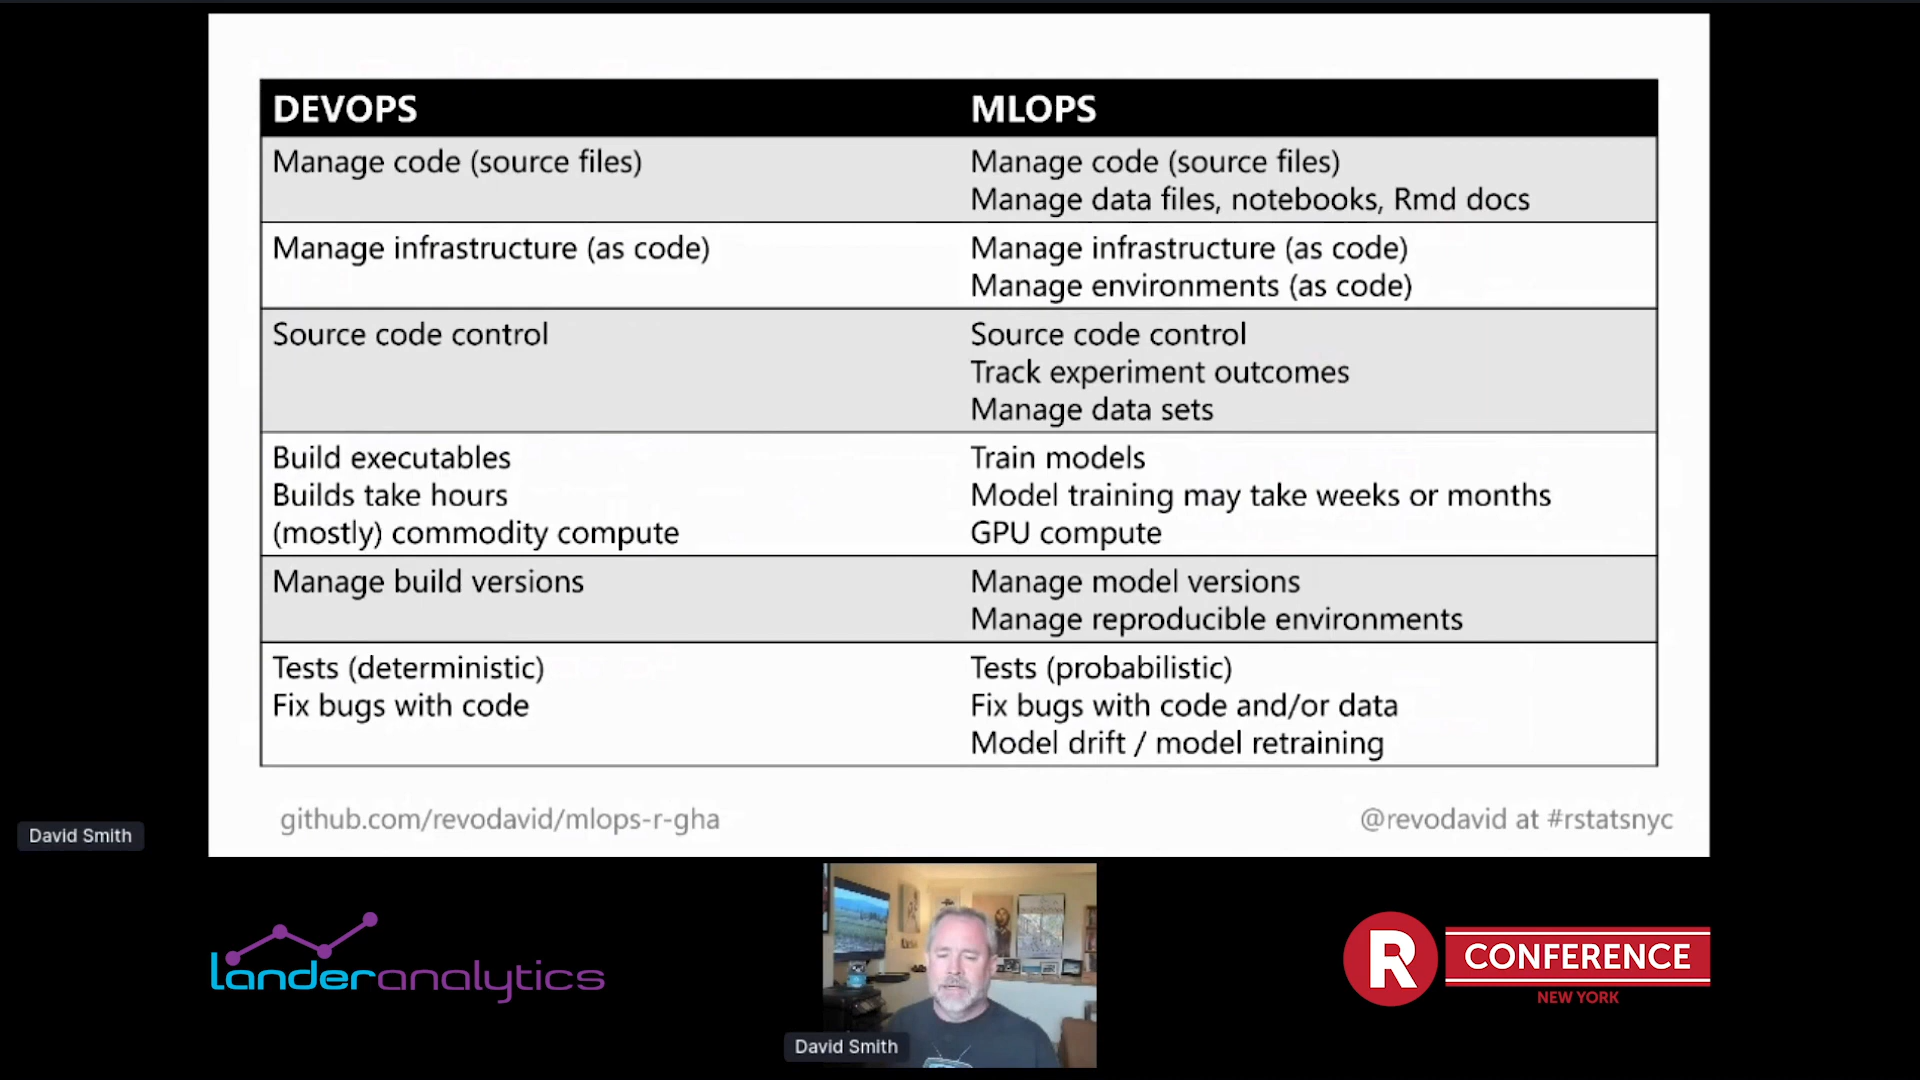 DEVOPS
MLOPS
Manage code (source files)
Manage code (source files)
Manage data files, notebooks, Rmd docs
Manage infrastructure (as code)
Manage infrastructure (as code)
Manage environments (as code)
Source code control
Source code control
Track experiment outcomes
Manage data sets
Build executables
Builds take hours
(mostly) commodity compute
Train models
Model training may take weeks or months
GPU compute
Manage build versions
Manage model versions
Manage reproducible environments
Tests (deterministic)
Fix bugs with code
Tests (probabilistic)
Fix bugs with code and/or data
Model drift / model retraining
github.com/revodavid/mlops-r-gha
@revodavid at #rstatsnyc
David Smith
landeranalytics
David Smith
R CONFERENCE
NEW YORK